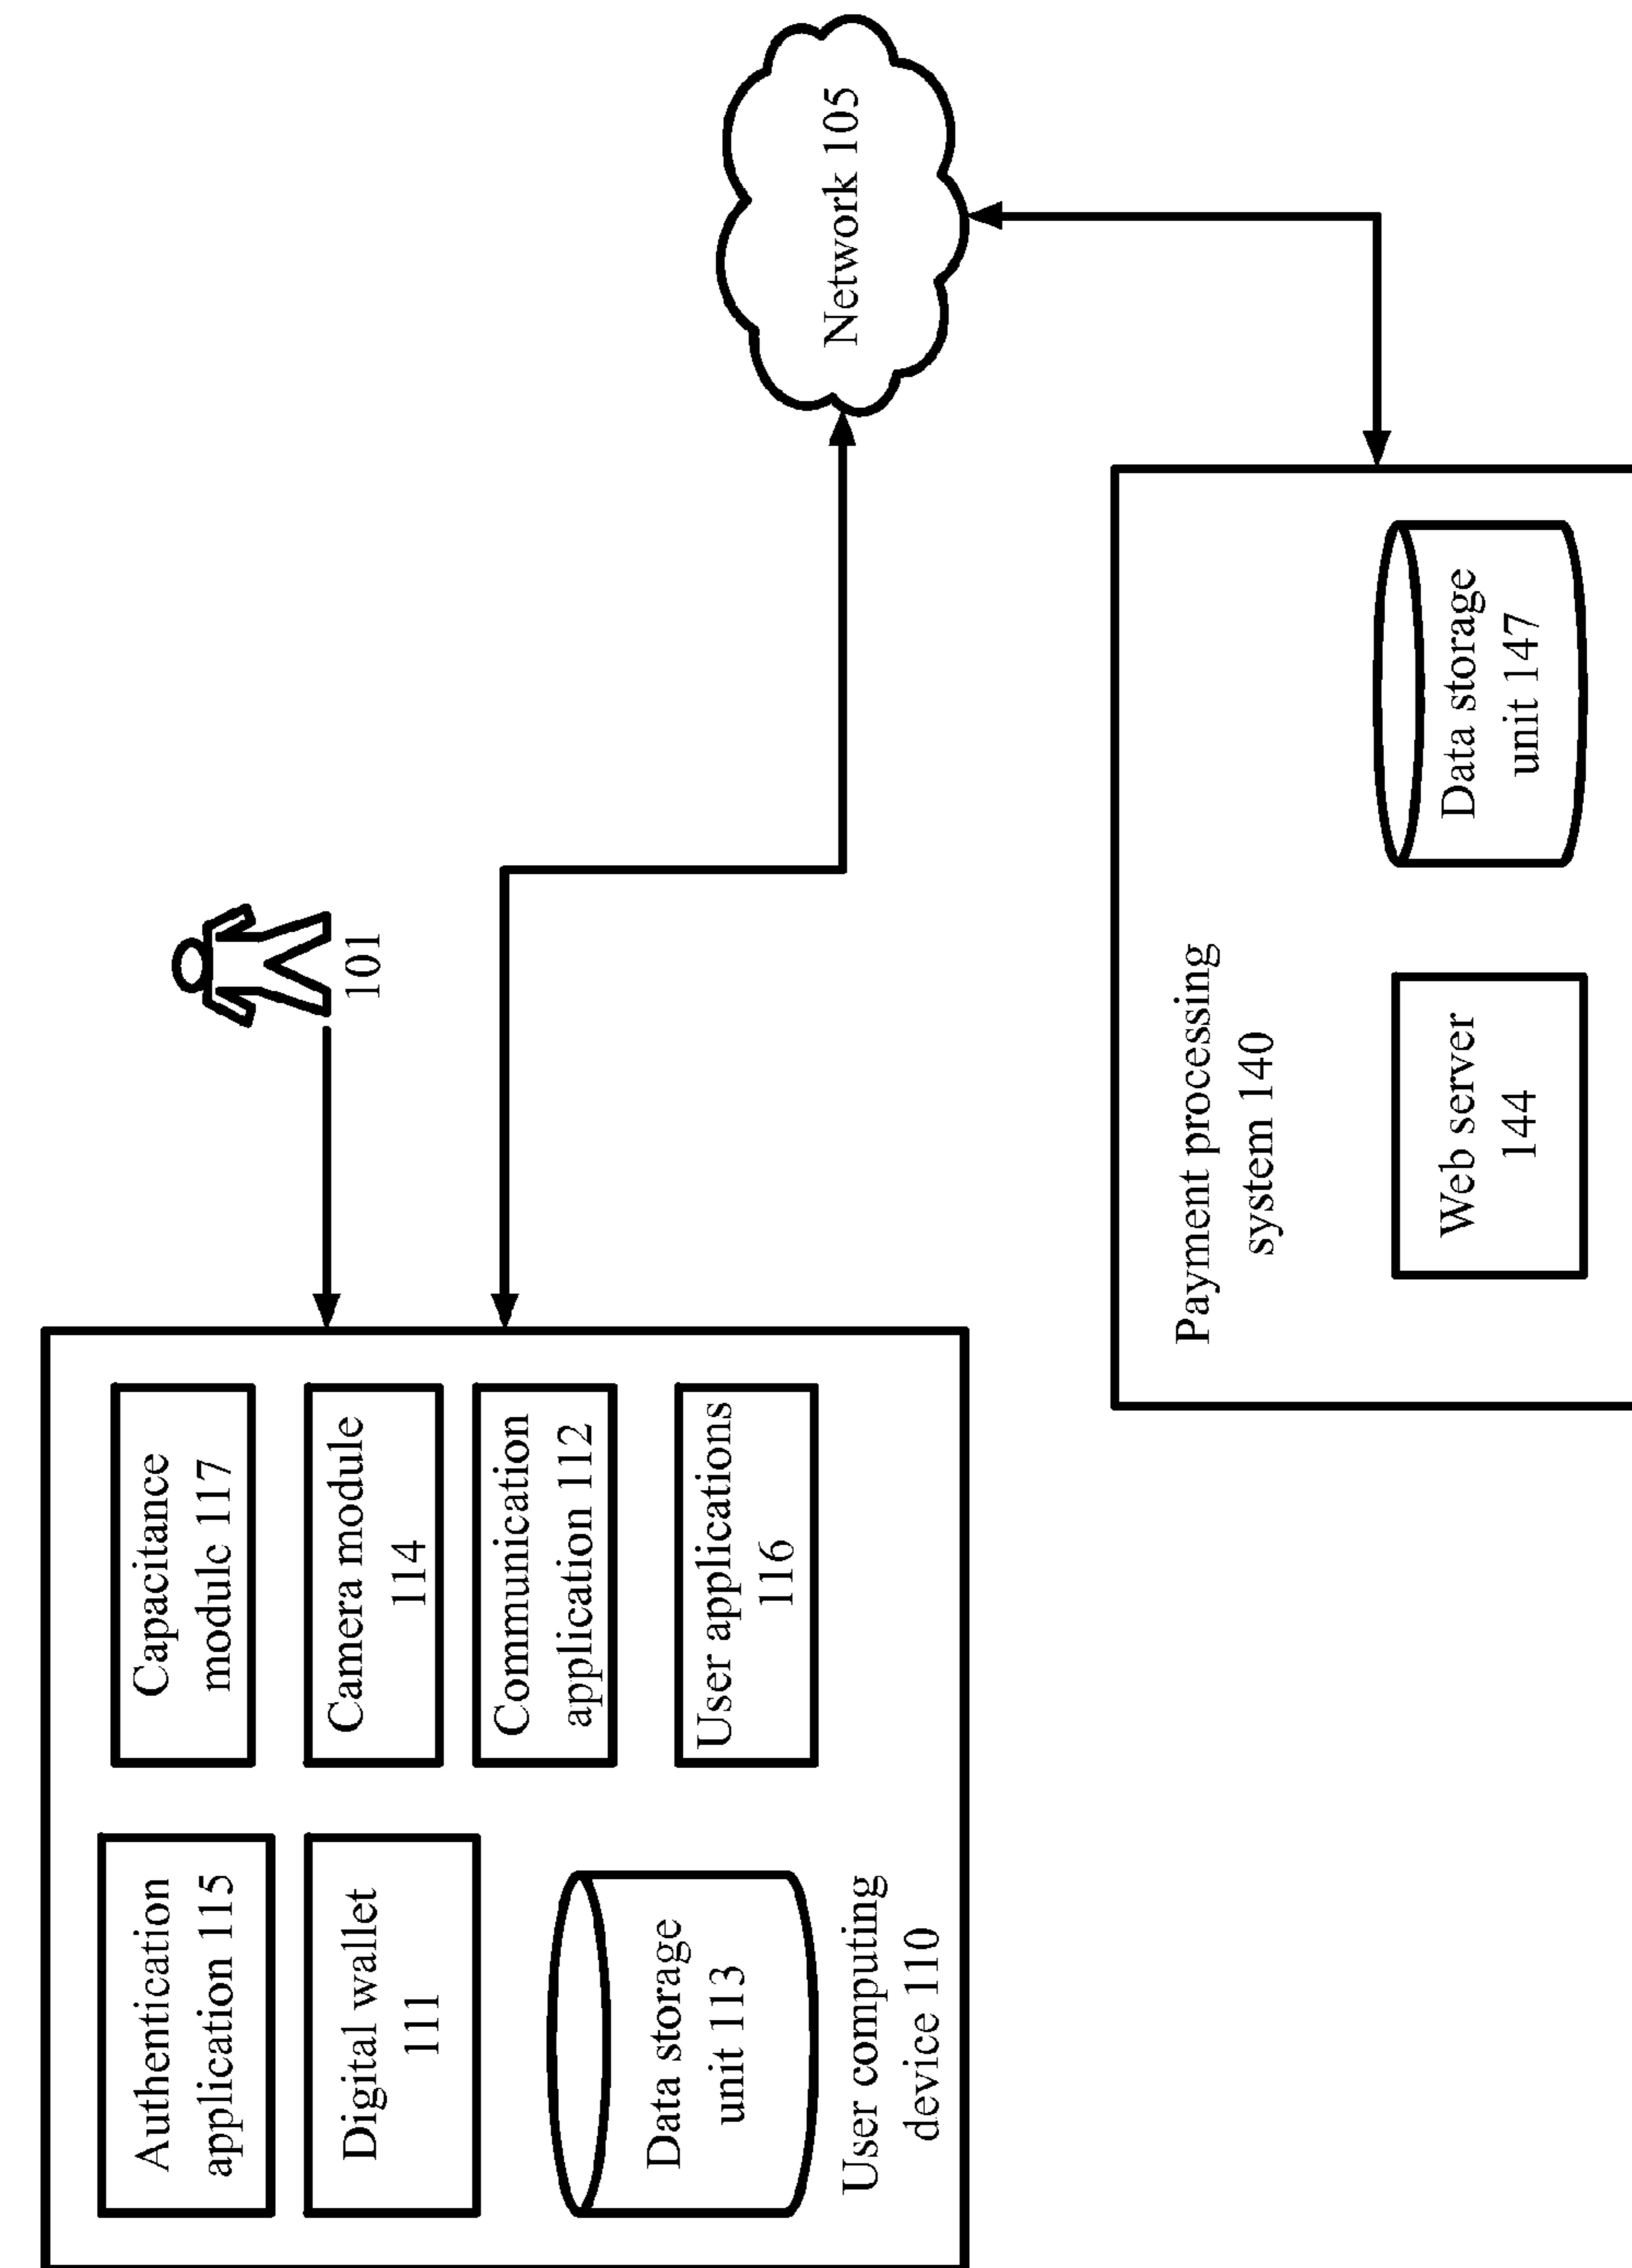 Authentication
application 115
Capacitance
module 117
Digital wallet
111
Camera module
114
Communication
application 112
Data storage
unit 113
User applications
116
User computing
device 110
101
Network 105
Payment processing
system 140
Web server
144
Data storage
unit 147